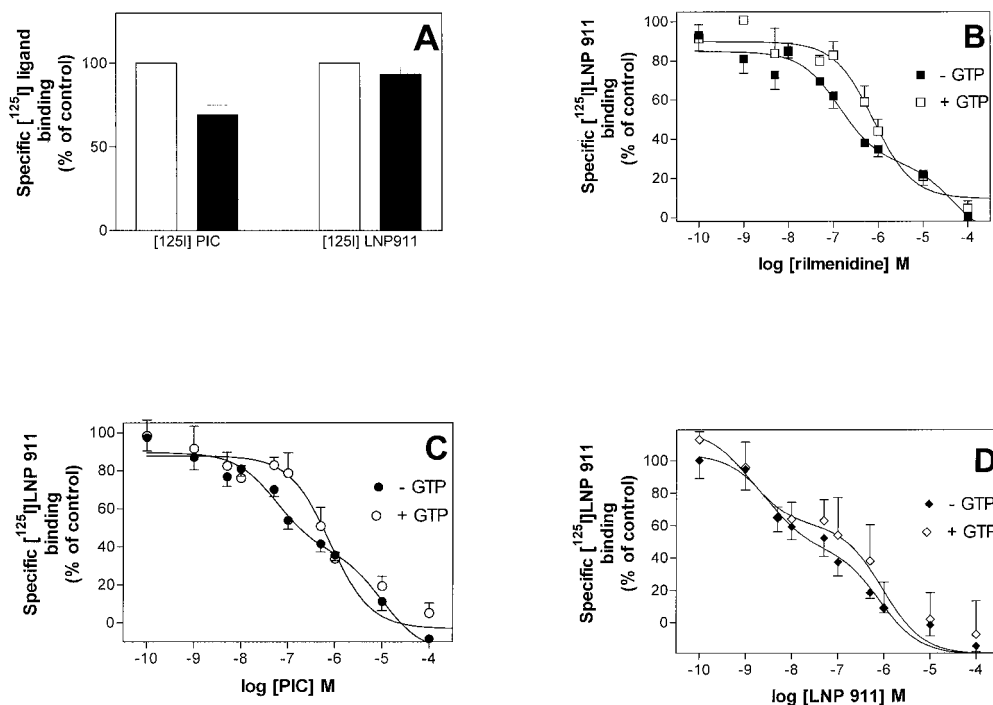 A
Specific [125I] ligand
binding
(% of control)
100
50
0
[125I] PIC
[125I] LNP911
B
Specific [125I]LNP 911
binding
(% of control)
100
80
60
40
20
0
- GTP
+ GTP
-10 -9 -8 -7 -6 -5 -4
log [rilmenidine] M
C
Specific [125I]LNP 911
binding
(% of control)
100
80
60
40
20
0
- GTP
+ GTP
-10 -9 -8 -7 -6 -5 -4
log [PIC] M
D
Specific [125I]LNP 911
binding
(% of control)
100
80
60
40
20
0
- GTP
+ GTP
-10 -9 -8 -7 -6 -5 -4
log [LNP 911] M